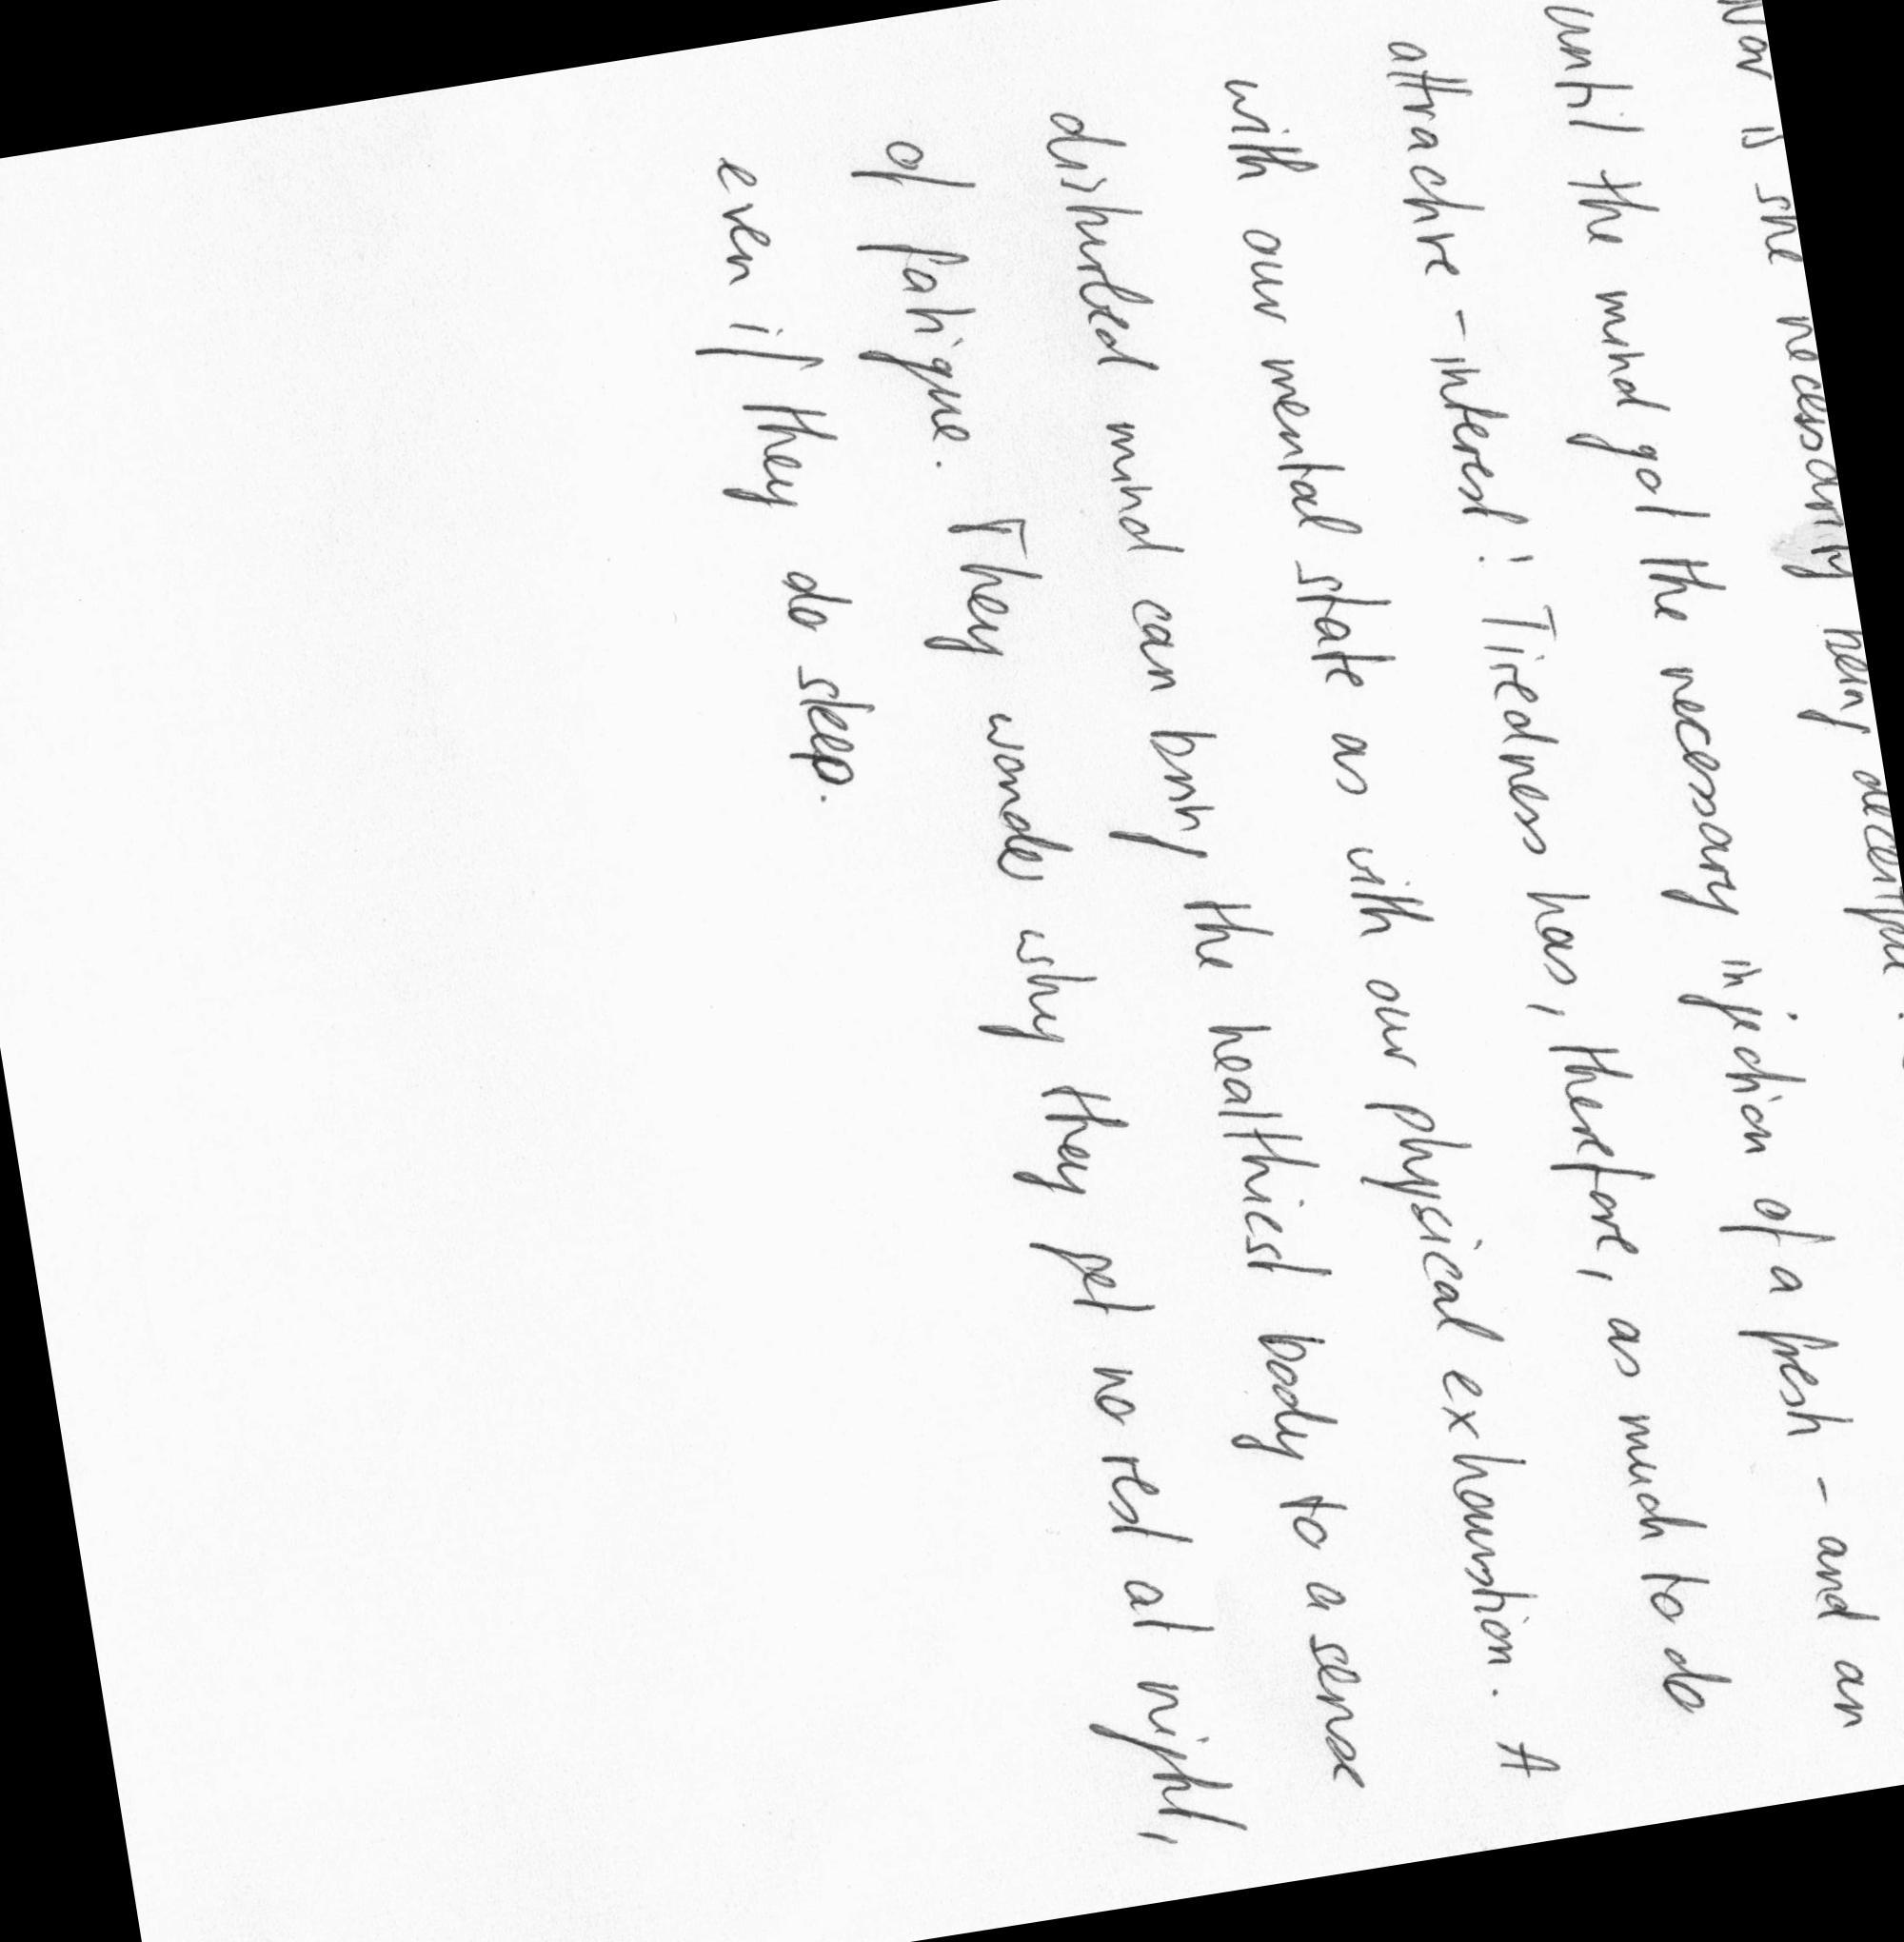 Nor is she necessarily being deceitful.
until the mind got the necessary injection of a fresh - and an
attractive - interest! Tiredness has, therefore, as much to do
with our mental state as with our physical exhaustion. A
disturbed mind can bring the healthiest body to a sense
of fatigue. They wonder why they get no rest at night,
even if they do sleep.